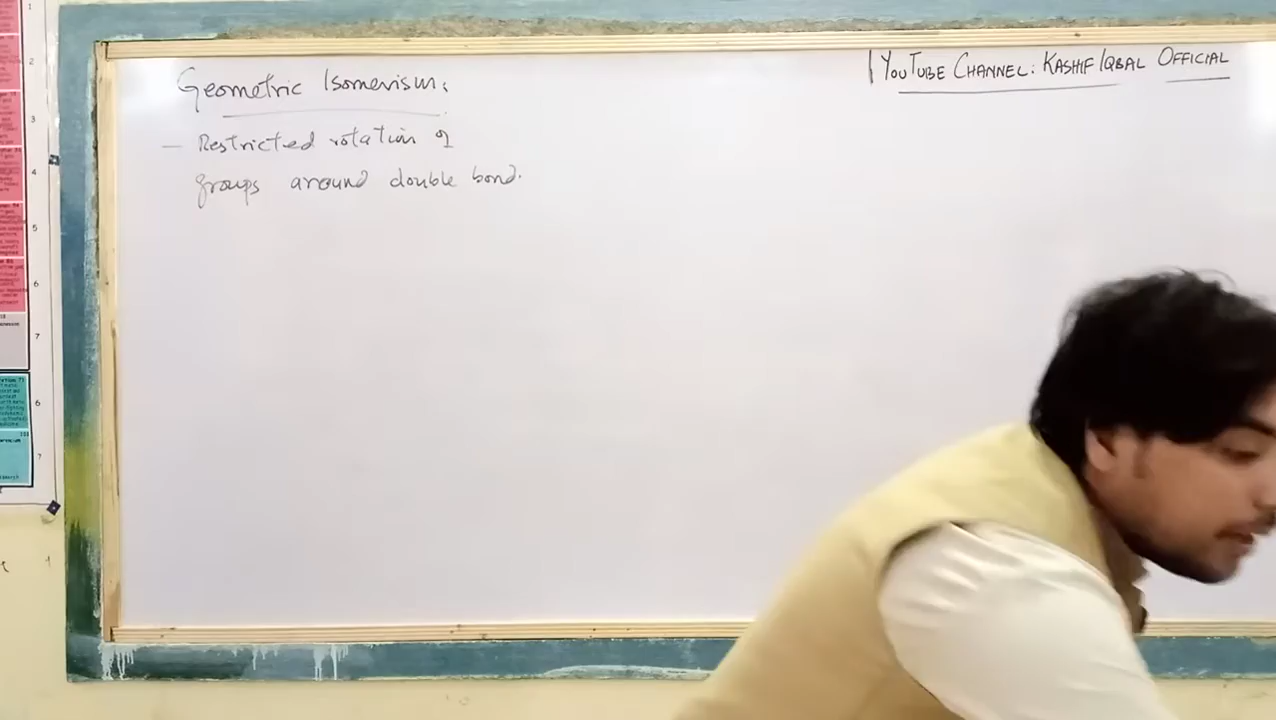 Geometric Isomerism:
YOUTUBE CHANNEL: KASHIF IQBAL OFFICIAL
– Restricted rotation of
groups around double bond.